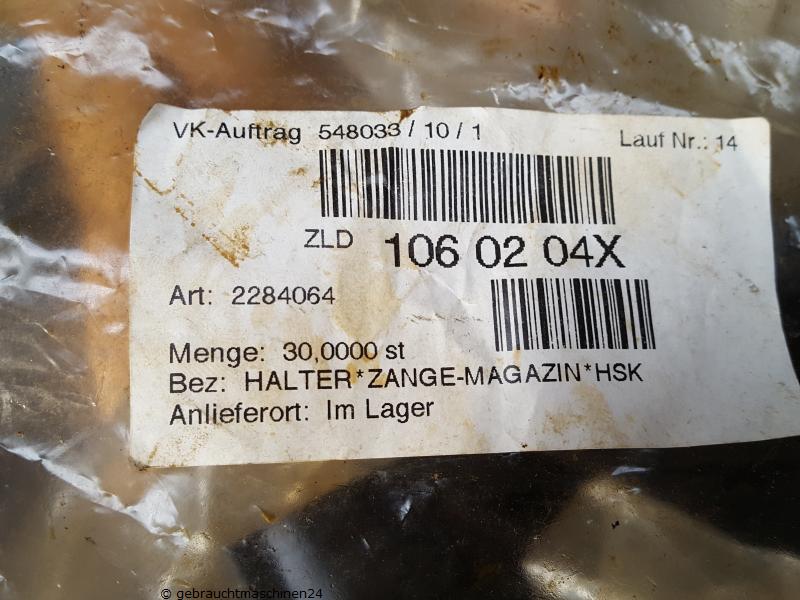 VK-Auftrag 548033 / 10 / 1
Lauf Nr.: 14
ZLD 106 02 04X
Art: 2284064
Menge: 30,0000 st
Bez: HALTER*ZANGE-MAGAZIN*HSK
Anlieferort: Im Lager
© gebrauchtmaschinen24